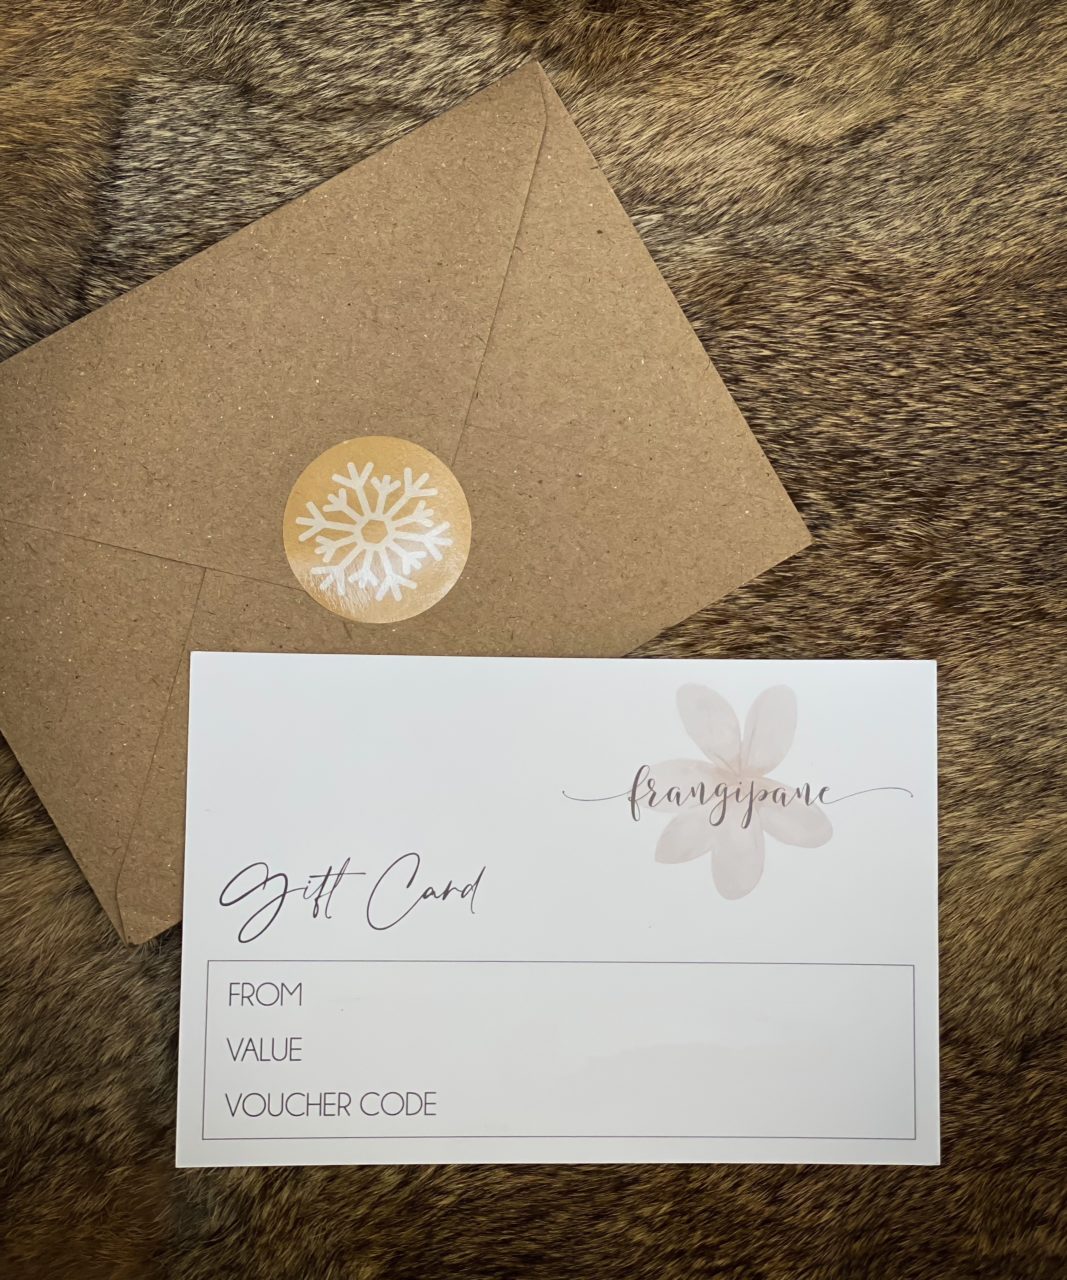 frangipane
Gift Card
FROM
VALUE
VOUCHER CODE